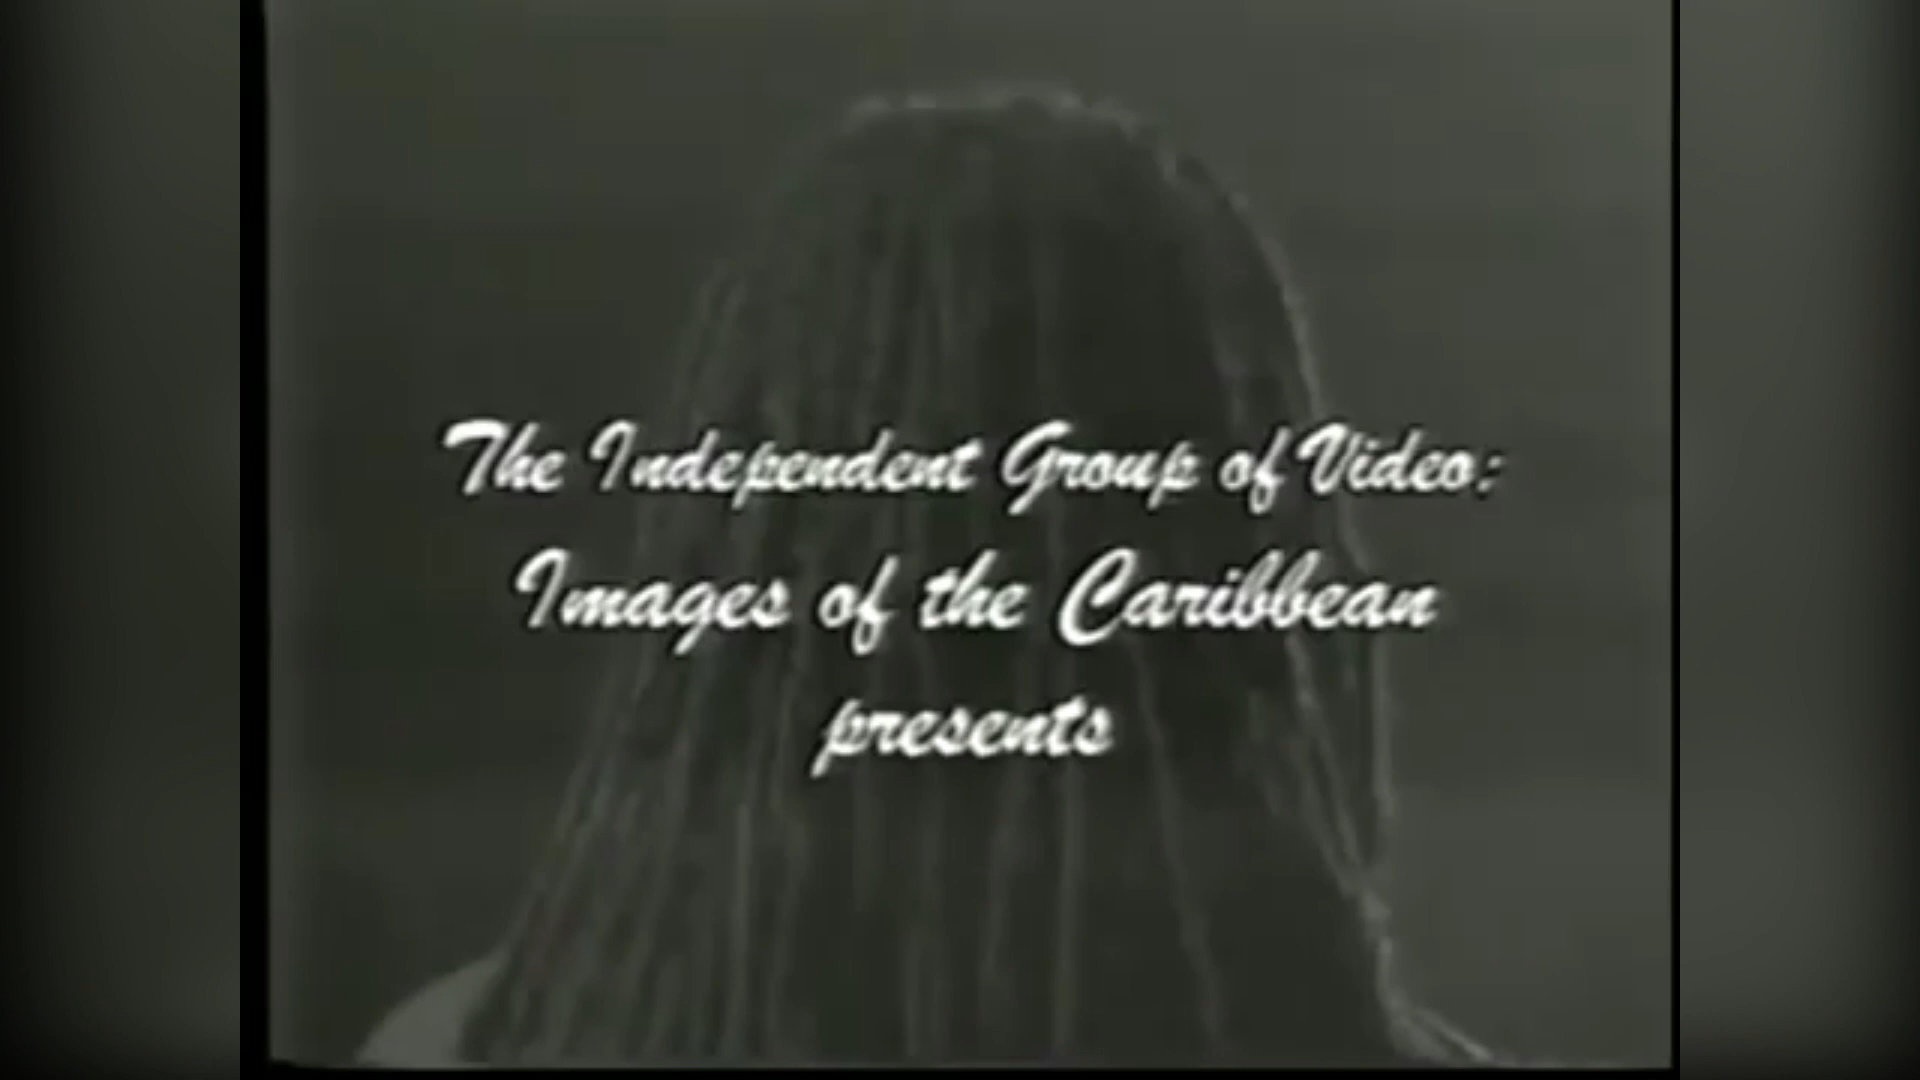 The Independent Group of Video:
Images of the Caribbean
presents